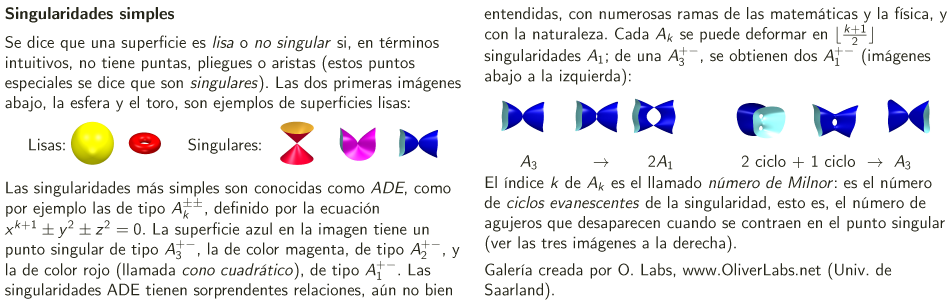 Singularidades simples
Se dice que una superficie es lisa o no singular si, en términos
intuitivos, no tiene puntas, pliegues o aristas (estos puntos
especiales se dice que son singulares). Las dos primeras imágenes
abajo, la esfera y el toro, son ejemplos de superficies lisas:
Lisas: Singulares:
Las singularidades más simples son conocidas como ADE, como
por ejemplo las de tipo $A_k^{\pm\pm}$, definido por la ecuación
$x^{k+1} \pm y^2 \pm z^2 = 0$. La superficie azul en la imagen tiene un
punto singular de tipo $A_3^{+-}$, la de color magenta, de tipo $A_2^{+-}$, y
la de color rojo (llamada cono cuadrático), de tipo $A_1^{+-}$. Las
singularidades ADE tienen sorprendentes relaciones, aún no bien
entendidas, con numerosas ramas de las matemáticas y la física, y
con la naturaleza. Cada $A_k$ se puede deformar en $\lfloor\frac{k+1}{2}\rfloor$
singularidades $A_1$; de una $A_3^{+-}$, se obtienen dos $A_1^{+-}$ (imágenes
abajo a la izquierda):
$A_3$ → $2A_1$ 2 ciclo + 1 ciclo → $A_3$
El índice k de $A_k$ es el llamado número de Milnor: es el número
de ciclos evanescentes de la singularidad, esto es, el número de
agujeros que desaparecen cuando se contraen en el punto singular
(ver las tres imágenes a la derecha).
Galería creada por O. Labs, www.OliverLabs.net (Univ. de
Saarland).